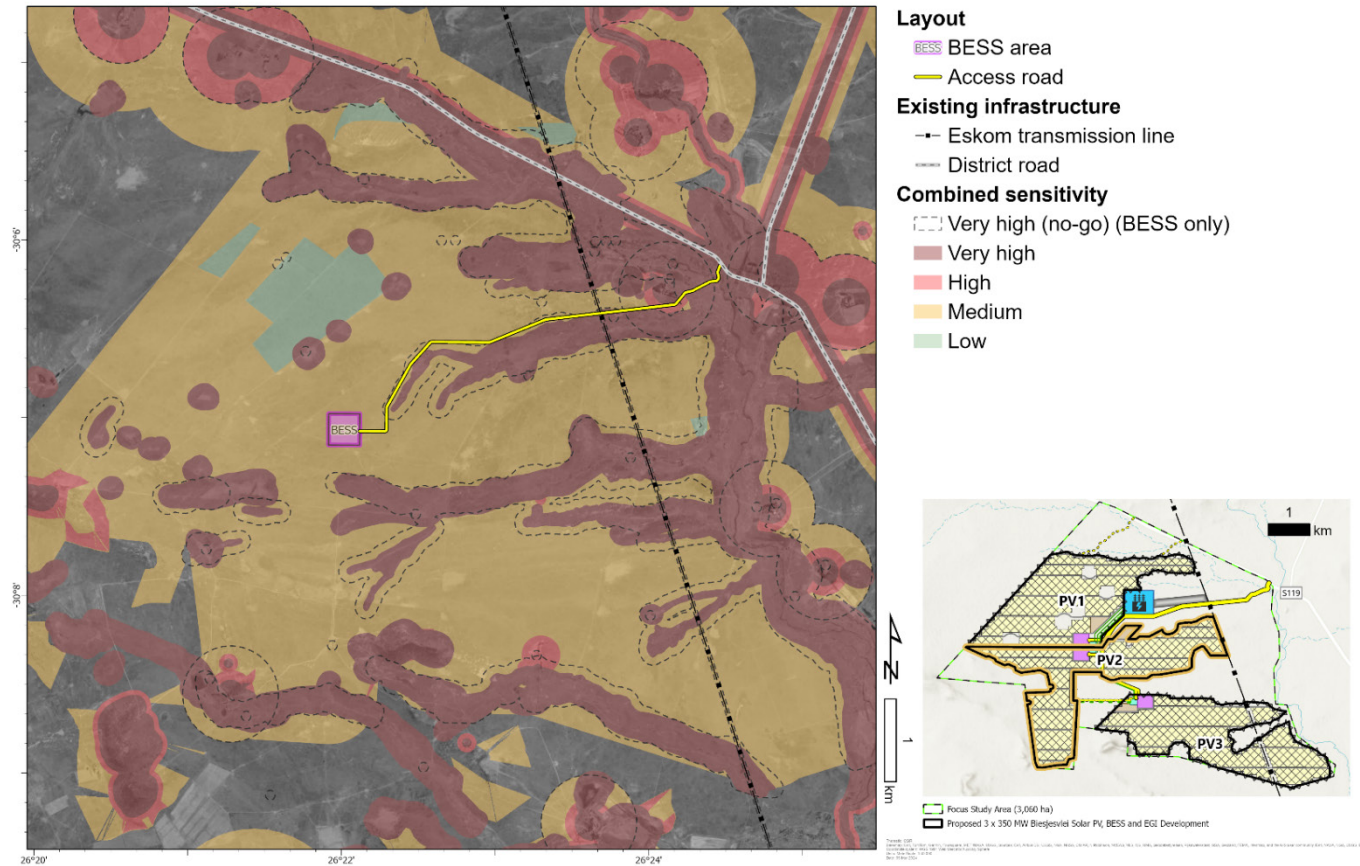 Layout
BESS BESS area
Access road
Existing infrastructure
Eskom transmission line
District road
Combined sensitivity
Very high (no-go) (BESS only)
Very high
High
Medium
Low
-30°6'
-30°8'
BESS
26°20'
26°22'
26°24'
N
1
km
1
km
PV1
PV2
PV3
S119
Focus Study Area (3,060 ha)
Proposed 3 x 350 MW Biesjesvlei Solar PV, BESS and EGI Development